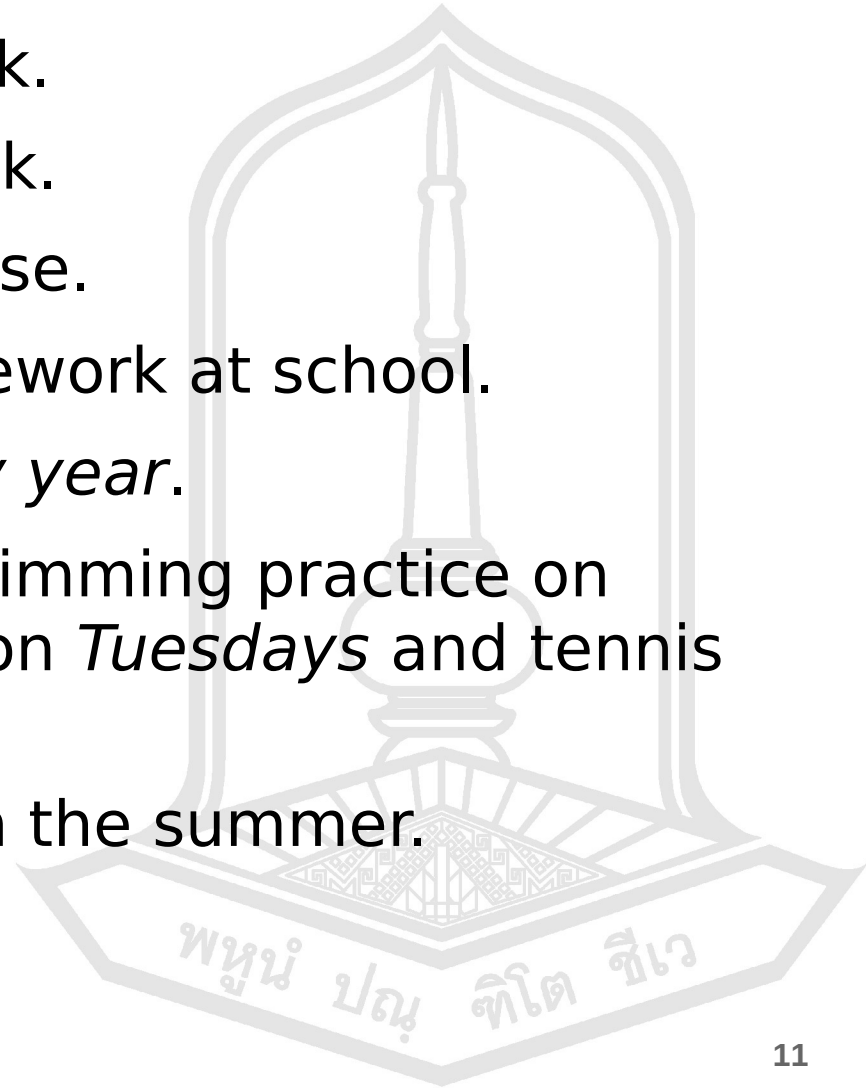 k.
k.
se.
ework at school.
y year.
imming practice on
on Tuesdays and tennis
n the summer.
พหูนํ ปณฺ ฑิโต ชีเว
11